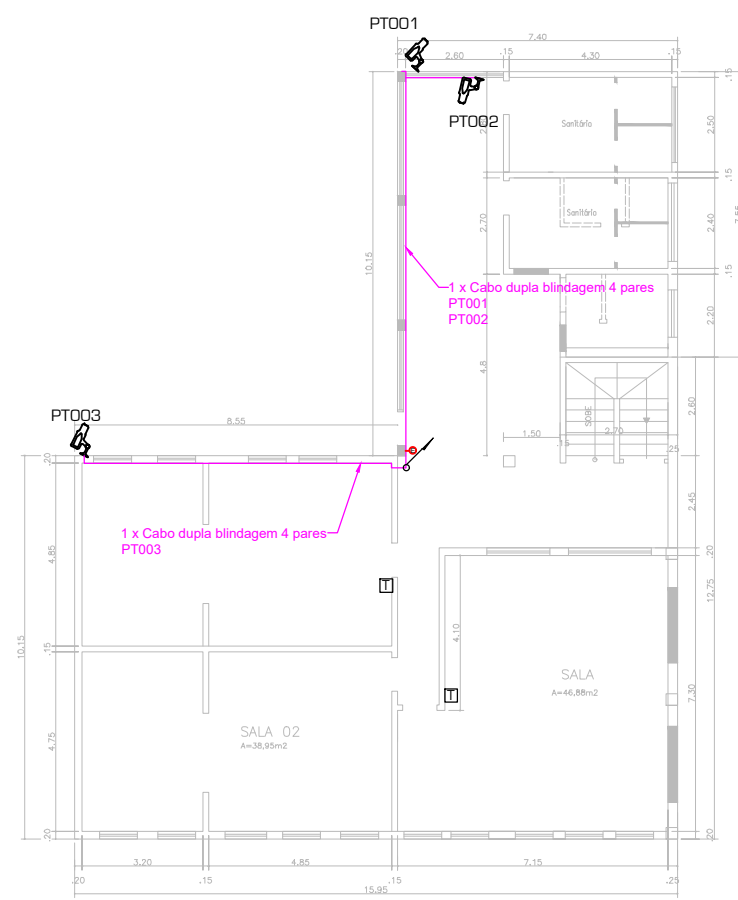 PT001
7.40
.20
2.60
.15
4.30
.15
PT002
Sanitário
.15
2.50
.15
Sanitário
2.70
2.40
10.15
.15
1 x Cabo dupla blindagem 4 pares
PT001
PT002
2.20
4.8
SOBE
2.60
2.70
1.50
.15
.25
PT003
8.55
.20
2.45
1 x Cabo dupla blindagem 4 pares
PT003
4.85
.20
T
12.75
10.15
.15
4.10
SALA
A=46,88m2
T
7.30
SALA 02
A=38,95m2
4.75
.20
.20
3.20
4.85
7.15
.20
.15
.15
.25
15.95